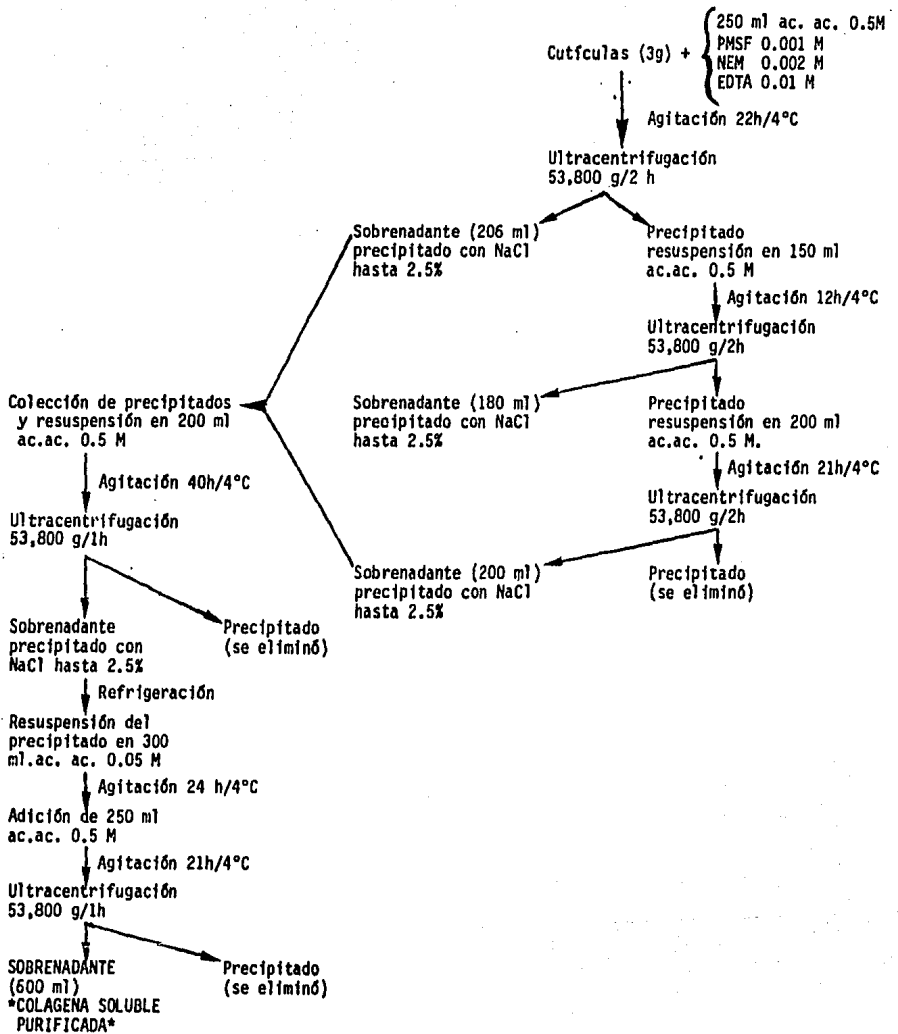 250 ml ac. ac. 0.5M
Cutículas (3g) +
PMSF 0.001 M
NEM 0.002 M
EDTA 0.01 M
Agitación 22h/4°C
Ultracentrifugación
53,800 g/2 h
Sobrenadante (206 ml)
precipitado con NaCl
hasta 2.5%
Precipitado
resuspensión en 150 ml
ac.ac. 0.5 M
Agitación 12h/4°C
Ultracentrifugación
53,800 g/2h
Sobrenadante (180 ml)
precipitado con NaCl
hasta 2.5%
Precipitado
resuspensión en 200 ml
ac.ac. 0.5 M.
Agitación 21h/4°C
Ultracentrifugación
53,800 g/2h
Sobrenadante (200 ml)
precipitado con NaCl
hasta 2.5%
Precipitado
(se eliminó)
Colección de precipitados
y resuspensión en 200 ml
ac.ac. 0.5 M
Agitación 40h/4°C
Ultracentrifugación
53,800 g/1h
Sobrenadante
precipitado con
NaCl hasta 2.5%
Precipitado
(se eliminó)
Refrigeración
Resuspensión del
precipitado en 300
ml.ac. ac. 0.05 M
Agitación 24 h/4°C
Adición de 250 ml
ac.ac. 0.5 M
Agitación 21h/4°C
Ultracentrifugación
53,800 g/1h
SOBRENADANTE
(600 ml)
*COLAGENA SOLUBLE
PURIFICADA*
Precipitado
(se eliminó)